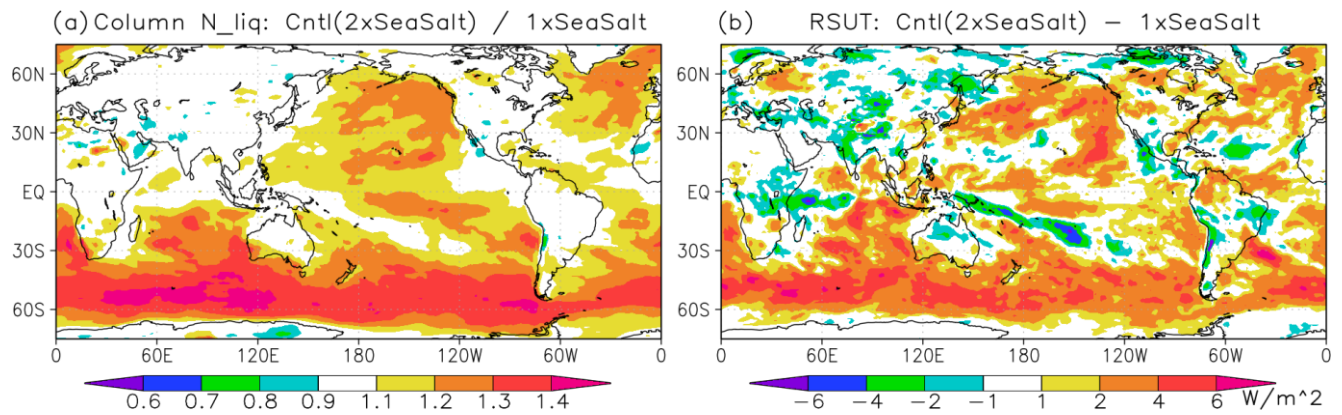 (a) Column N_liq: Cntl(2xSeaSalt) / 1xSeaSalt
60N
30N
EQ
30S
60S
0 60E 120E 180 120W 60W 0
0.6 0.7 0.8 0.9 1.1 1.2 1.3 1.4
(b) RSUT: Cntl(2xSeaSalt) − 1xSeaSalt
60N
30N
EQ
30S
60S
0 60E 120E 180 120W 60W 0
−6 −4 −2 −1 1 2 4 6 W/m^2